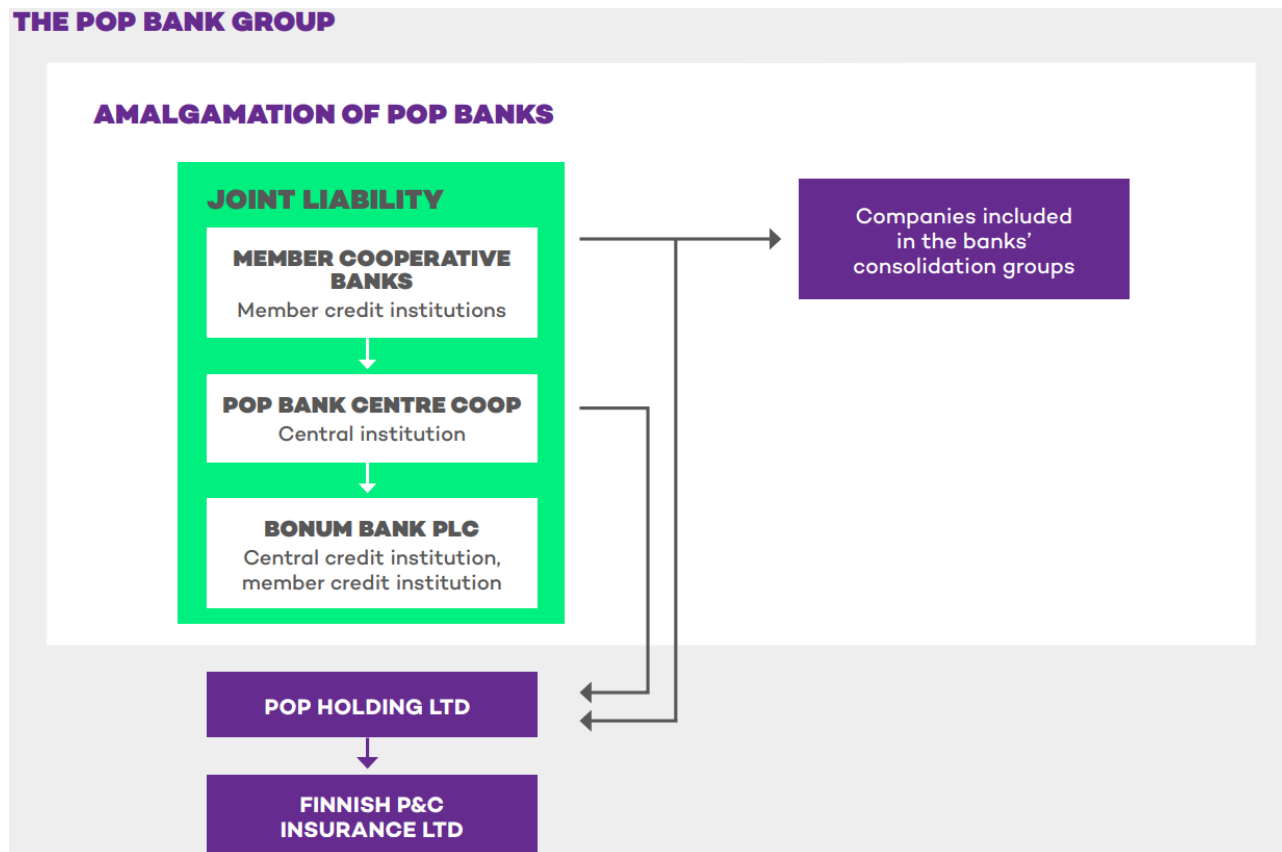 THE POP BANK GROUP
AMALGAMATION OF POP BANKS
JOINT LIABILITY
MEMBER COOPERATIVE
BANKS
Member credit institutions
POP BANK CENTRE COOP
Central institution
BONUM BANK PLC
Central credit institution,
member credit institution
Companies included
in the banks’
consolidation groups
POP HOLDING LTD
FINNISH P&C
INSURANCE LTD